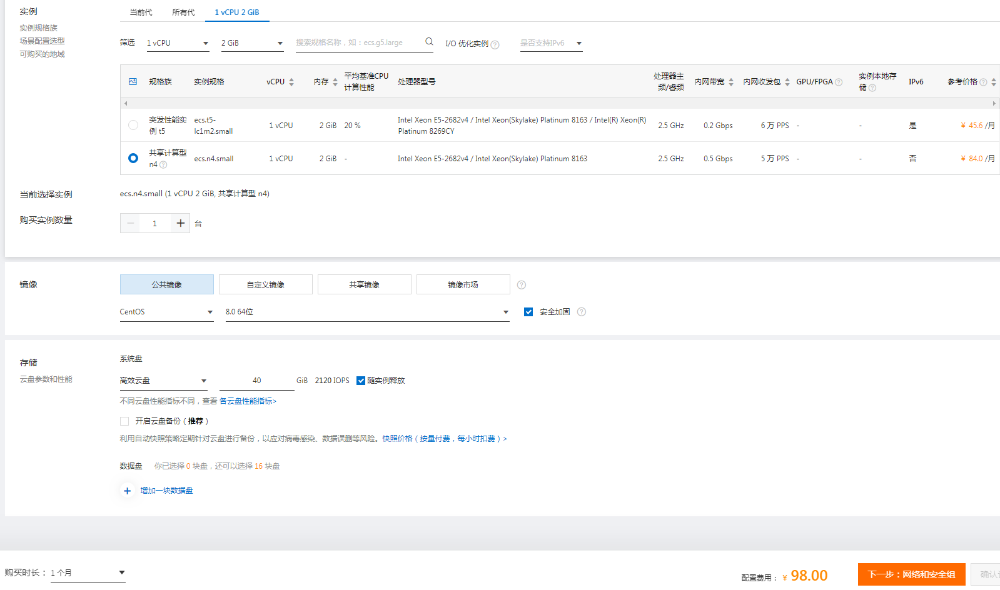 实例
实例规格族
场景配置选型
可购买的地域
当前代 所有代 1 vCPU 2 GiB
筛选 1 vCPU 2 GiB 搜索规格名称，如：ecs.g5.large I/O 优化实例 ? 是否支持IPv6
规格族 实例规格 vCPU 内存 平均基准CPU计算性能 处理器型号 处理器主频/睿频 内网带宽 内网收发包 GPU/FPGA ? 实例本地存储 ? IPv6 参考价格 ?
突发性能实例 t5 ecs.t5-lc1m2.small 1 vCPU 2 GiB 20 % Intel Xeon E5-2682v4 / Intel Xeon(Skylake) Platinum 8163 / Intel(R) Xeon(R) Platinum 8269CY 2.5 GHz 0.2 Gbps 6 万 PPS - - 是 ¥ 45.6 /月
共享计算型 n4 ? ecs.n4.small 1 vCPU 2 GiB - Intel Xeon E5-2682v4 / Intel Xeon(Skylake) Platinum 8163 2.5 GHz 0.5 Gbps 5 万 PPS - - 否 ¥ 84.0 /月
当前选择实例 ecs.n4.small (1 vCPU 2 GiB, 共享计算型 n4)
购买实例数量 1 台
镜像 公共镜像 自定义镜像 共享镜像 镜像市场 ?
CentOS 8.0 64位 安全加固 ?
存储
云盘参数和性能
系统盘
高效云盘 40 GiB 2120 IOPS 随实例释放
不同云盘性能指标不同，查看 各云盘性能指标>
开启云盘备份（推荐）
利用自动快照策略定期针对云盘进行备份，以应对病毒感染、数据误删等风险。快照价格（按量付费，每小时扣费）>
数据盘 你已选择 0 块盘，还可以选择 16 块盘
+ 增加一块数据盘
购买时长： 1 个月 配置费用： ¥ 98.00 下一步：网络和安全组 确认